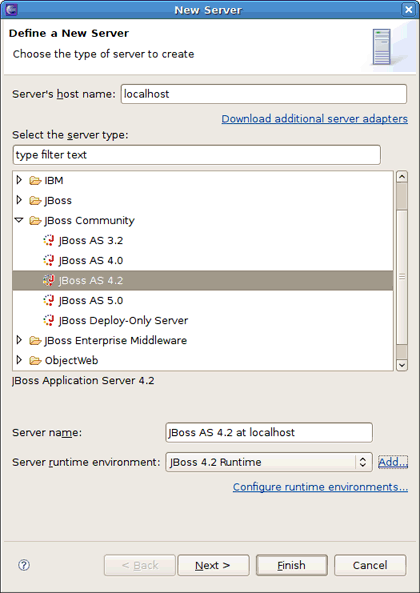 New Server
Define a New Server
Choose the type of server to create
Server's host name: localhost
Download additional server adapters
Select the server type:
type filter text
IBM
JBoss
JBoss Community
JBoss AS 3.2
JBoss AS 4.0
JBoss AS 4.2
JBoss AS 5.0
JBoss Deploy-Only Server
JBoss Enterprise Middleware
ObjectWeb
JBoss Application Server 4.2
Server name: JBoss AS 4.2 at localhost
Server runtime environment: JBoss 4.2 Runtime Add...
Configure runtime environments...
? < Back Next > Finish Cancel